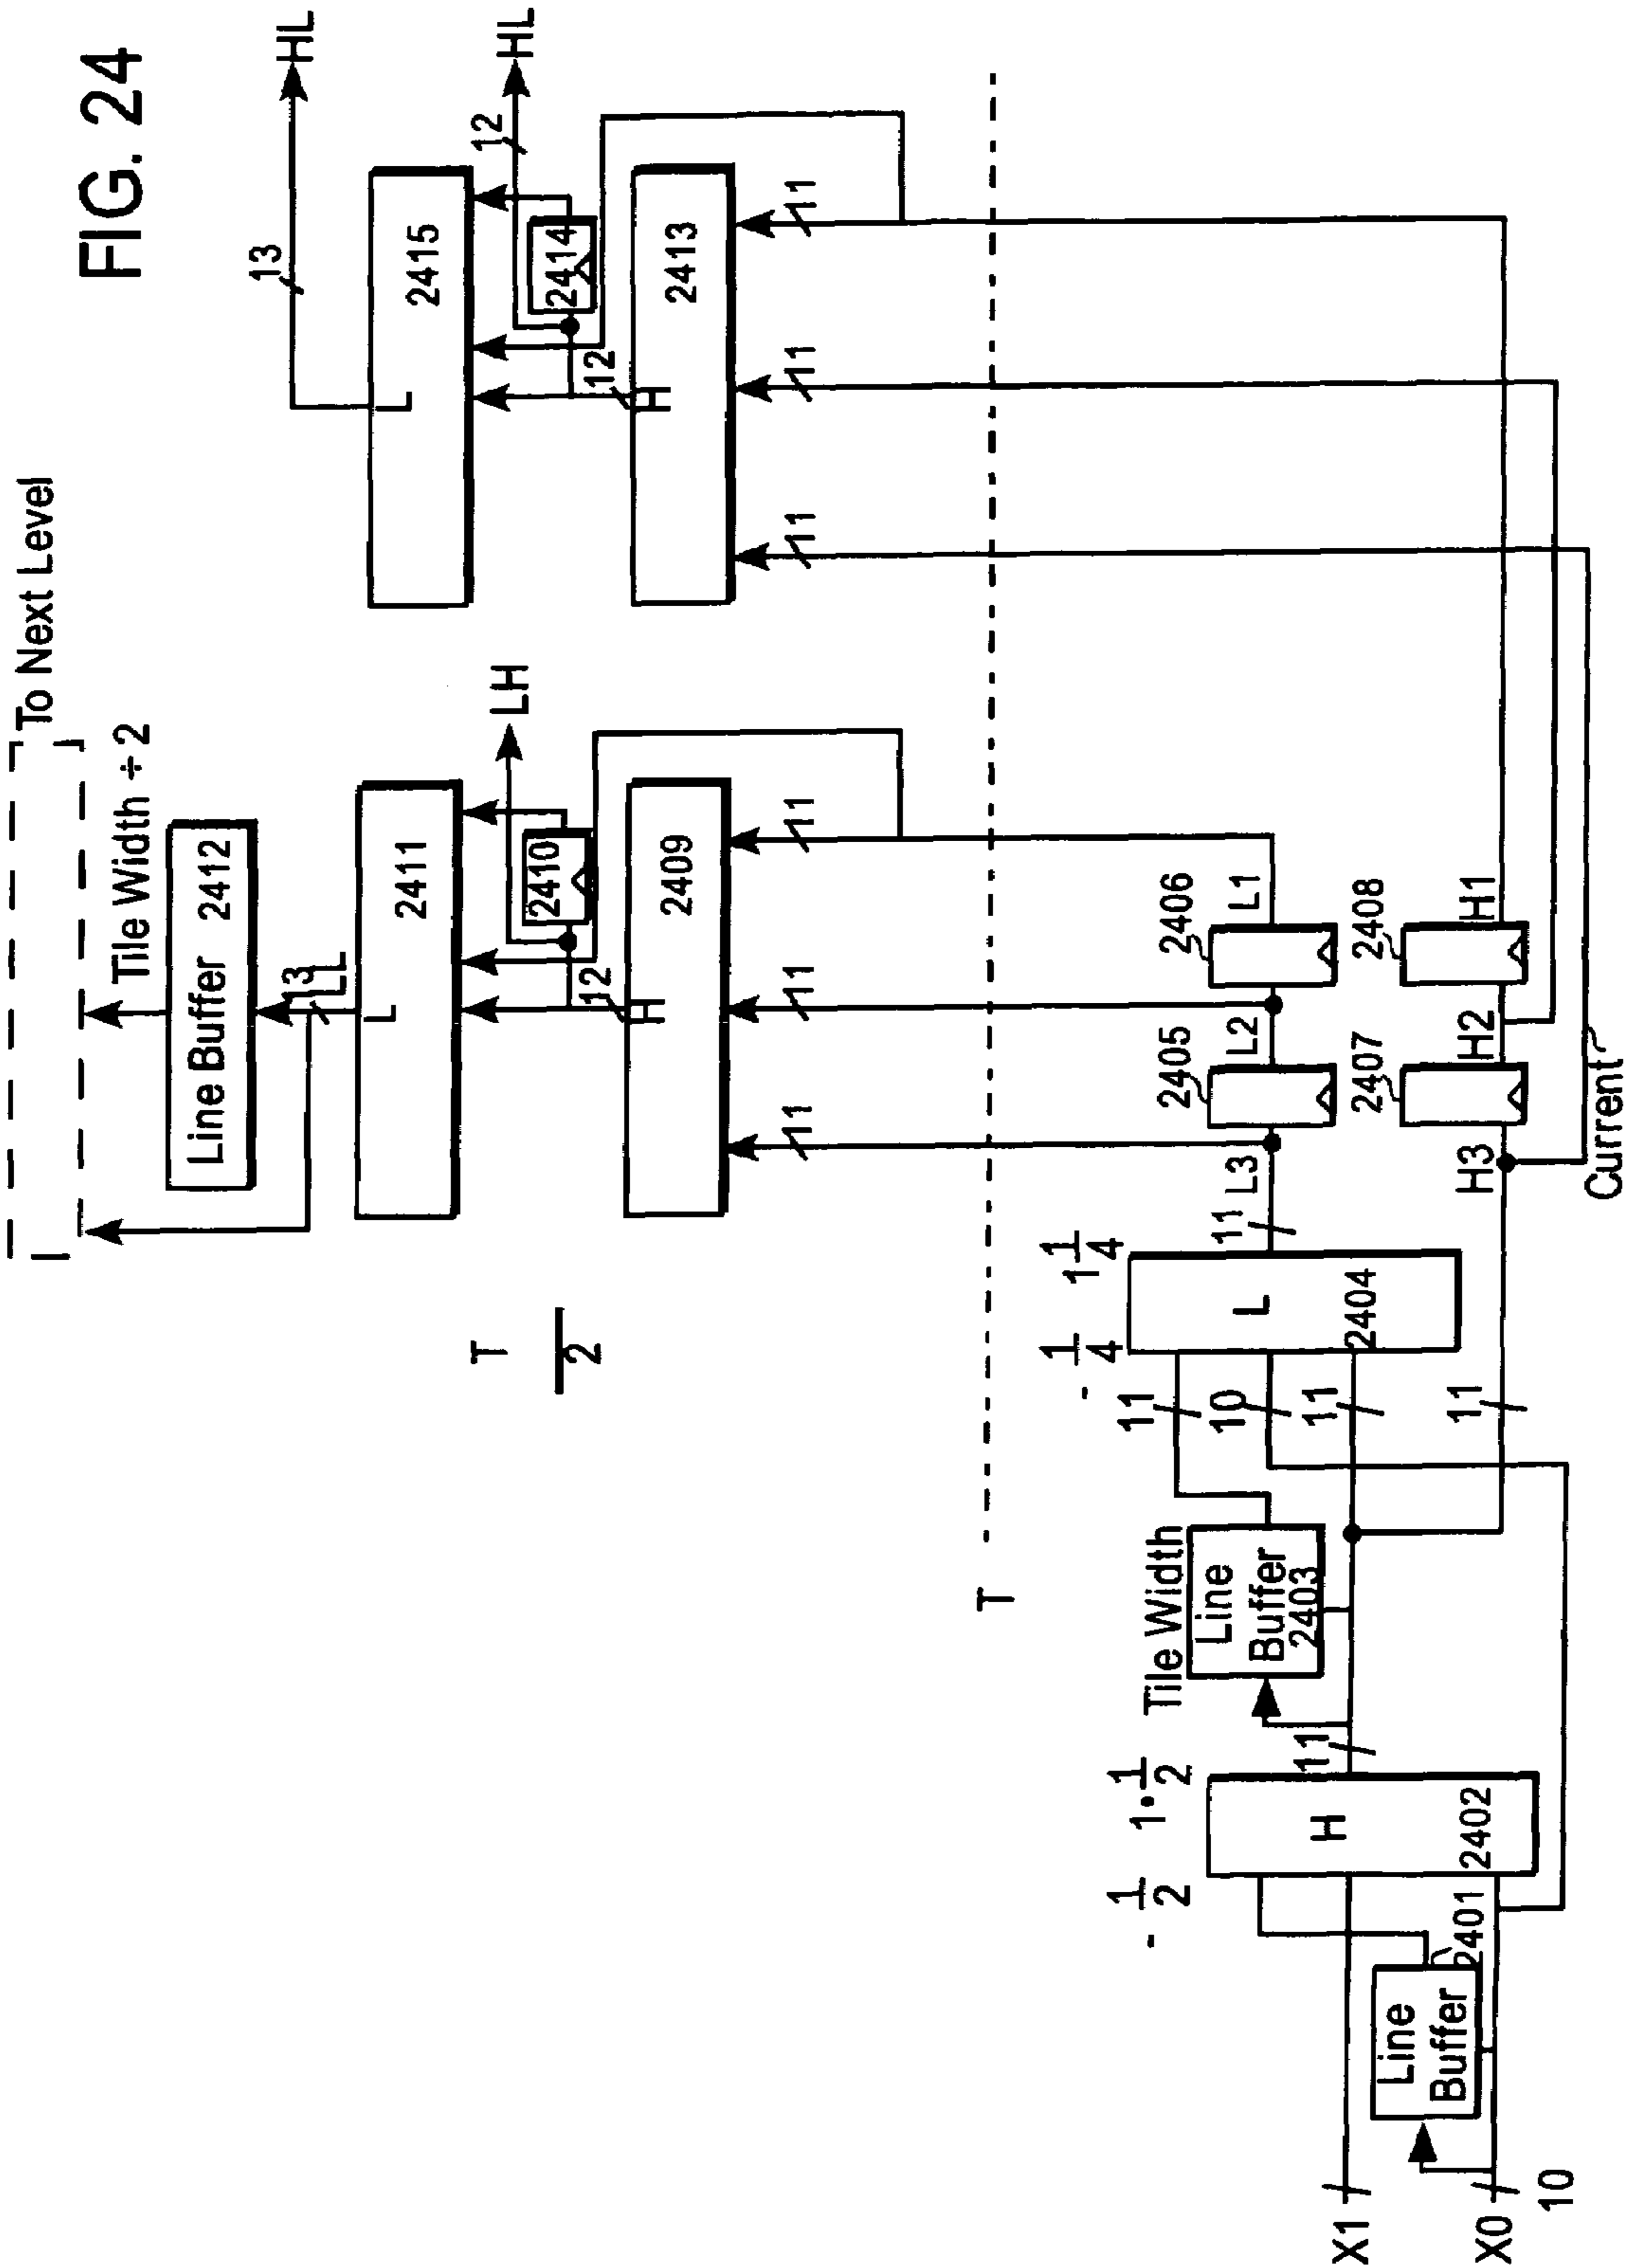 FIG. 24
To Next Level
Tile Width ÷ 2
Line Buffer 2412
13
LL
L
2411
LH
2410
12
H
2409
11
11
11
13
HL
L
2415
12
HL
2414
12
H
2413
11
11
11
T
2
T
X1
X0
10
Line
Buffer
2401
- 1/2
1 • 1/2
H
2402
11
Tile Width
Line
Buffer
2403
11
10
11
11
- 1/4
1 1/4
L
2404
11
L3
2405
L2
2406
L1
H3
2407
H2
2408
H1
Current